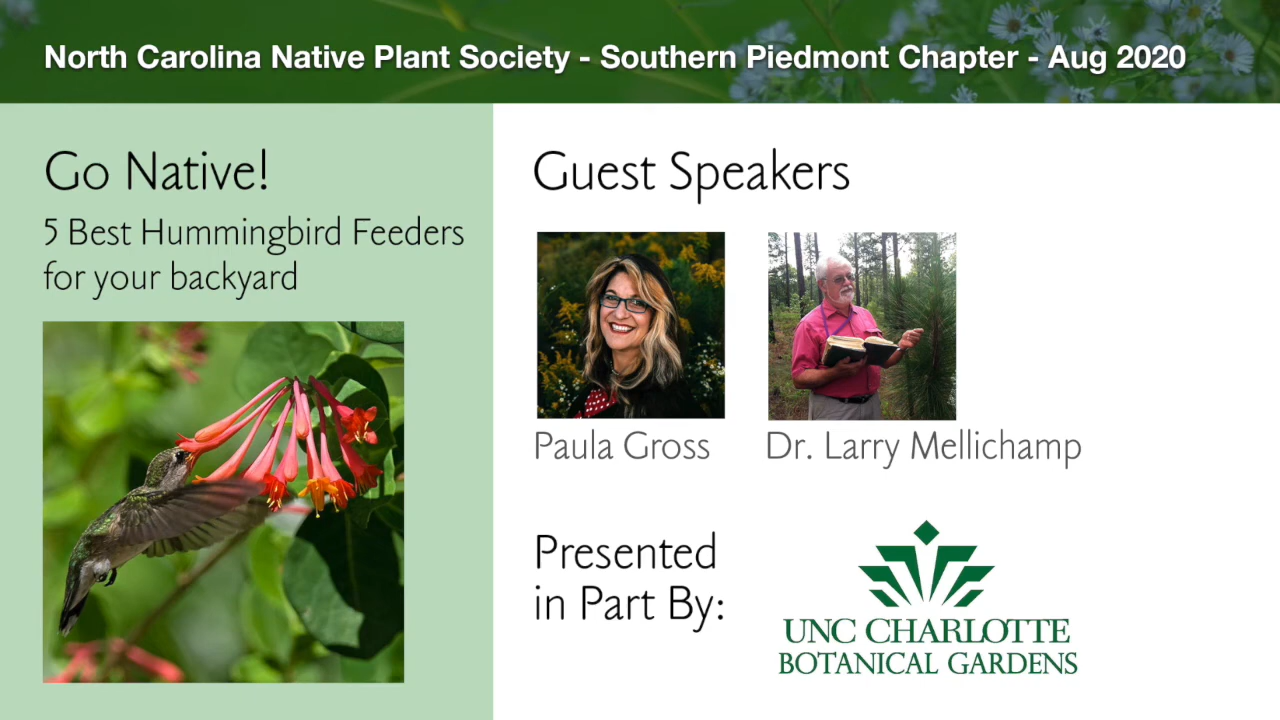 North Carolina Native Plant Society - Southern Piedmont Chapter - Aug 2020
Go Native!
5 Best Hummingbird Feeders
for your backyard
Guest Speakers
Paula Gross
Dr. Larry Mellichamp
Presented
in Part By:
UNC CHARLOTTE
BOTANICAL GARDENS